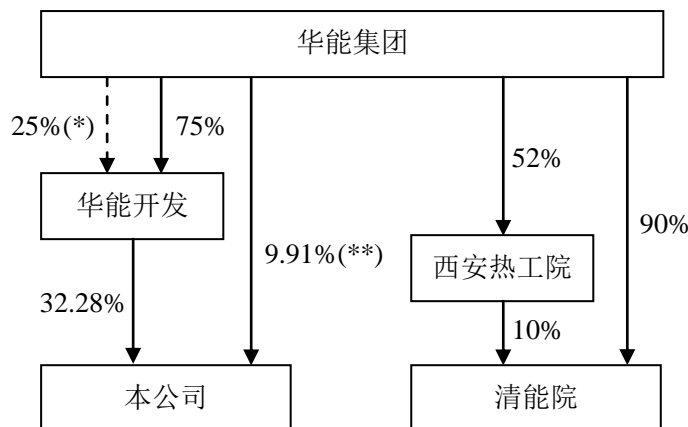 华能集团
25%(*)
75%
52%
华能开发
90%
9.91%(**)
西安热工院
32.28%
10%
本公司
清能院